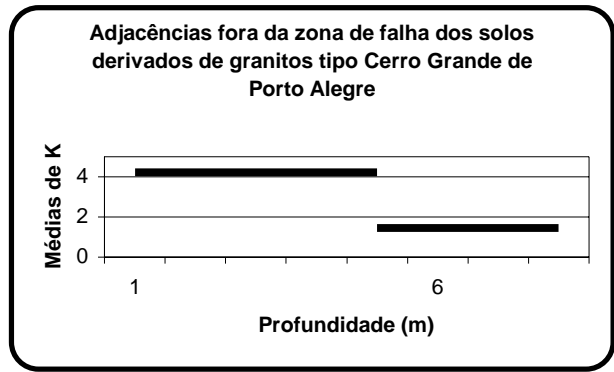 Adjacências fora da zona de falha dos solos
derivados de granitos tipo Cerro Grande de
Porto Alegre
Médias de K
4
2
0
1 6
Profundidade (m)